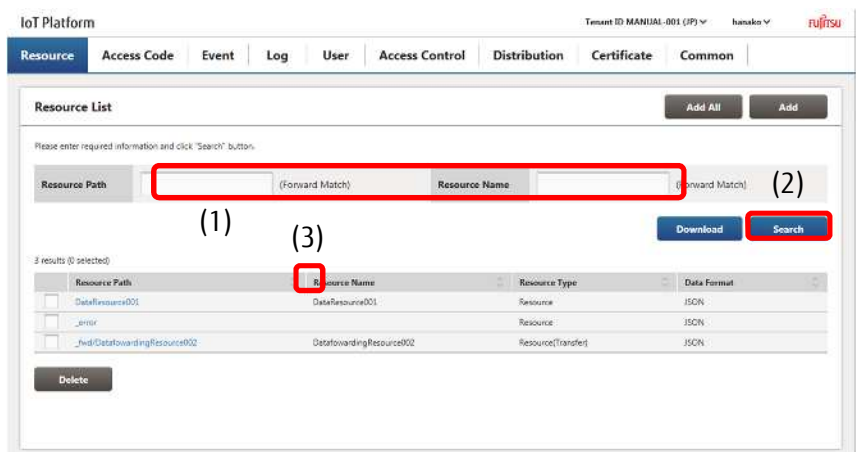 IoT Platform Tenant ID MANUAL-001 (JP) hanako FUJITSU
Resource Access Code Event Log User Access Control Distribution Certificate Common
Resource List Add All Add
Please enter required information and click "Search" button.
Resource Path (Forward Match) Resource Name (Forward Match) (2)
(1) (3) Download Search
3 results (0 selected)
Resource Path Resource Name Resource Type Data Format
DataResource001 DataResource001 Resource JSON
_error Resource JSON
_fwd/DatafowardingResource002 DatafowardingResource002 Resource(Transfer) JSON
Delete